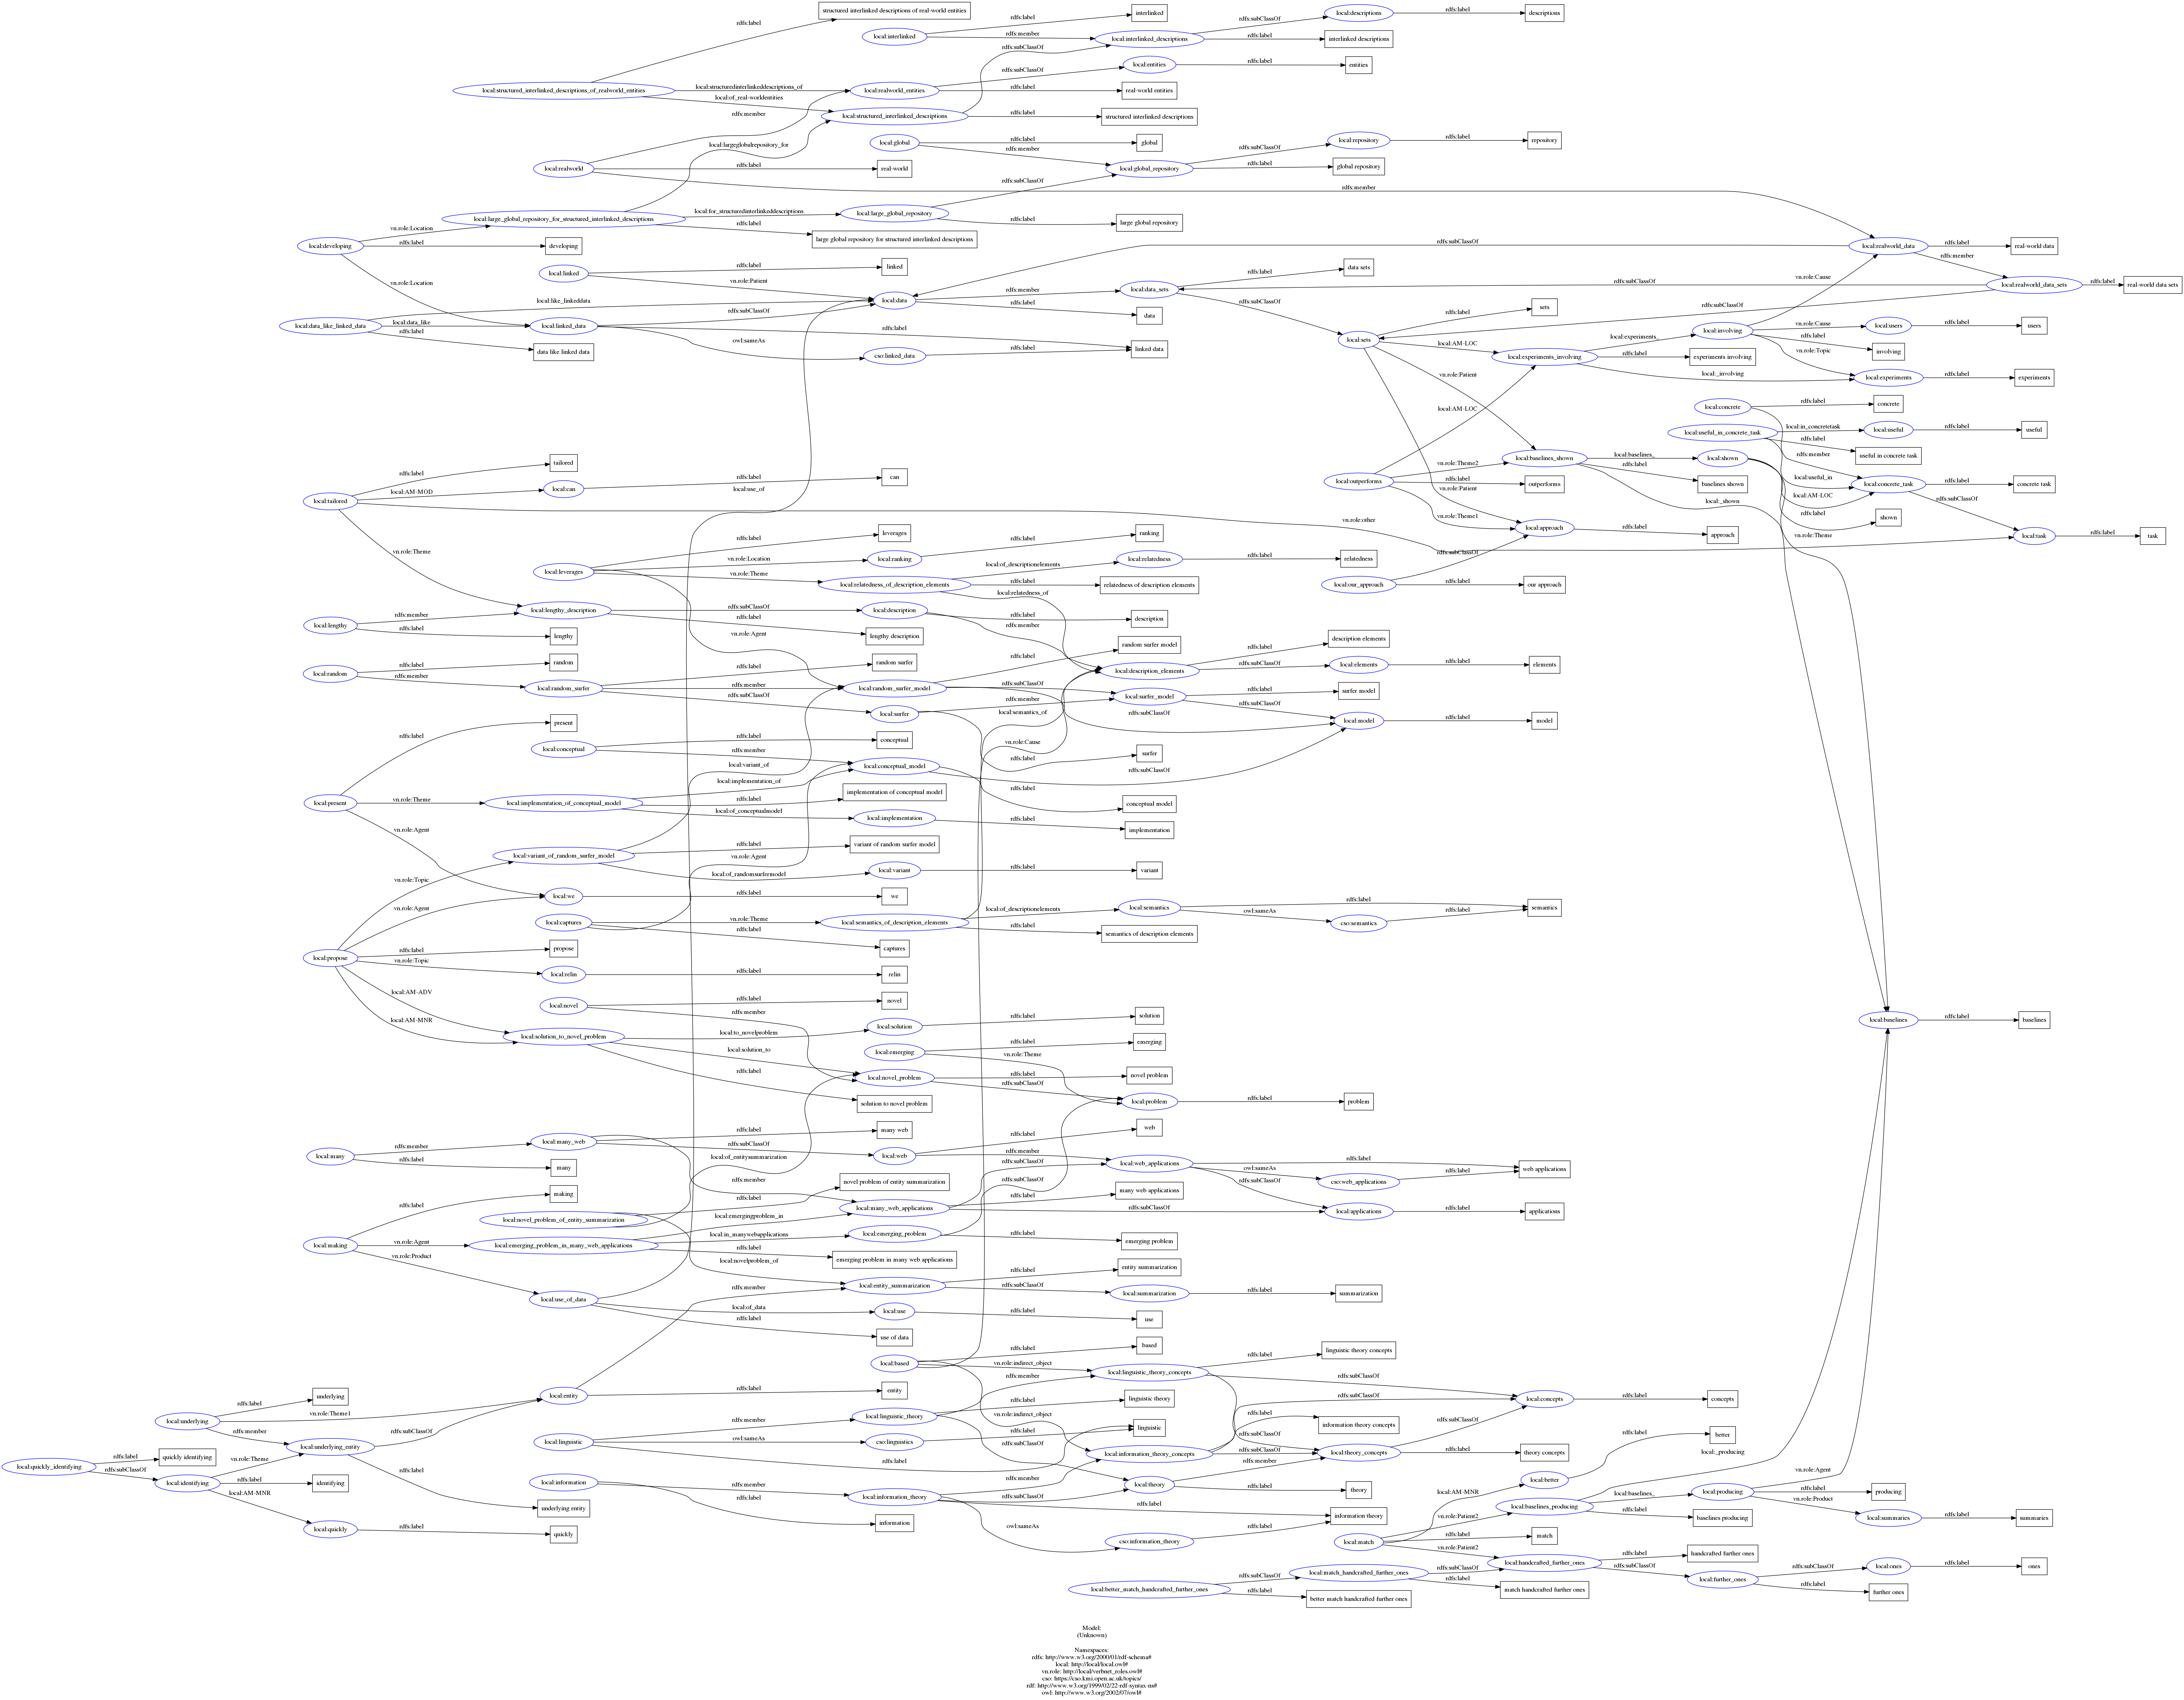 structured interlinked descriptions of real-world entities
rdfs:label
interlinked
rdfs:label
local:descriptions
rdfs:label
descriptions
rdfs:subClassOf
local:interlinked
rdfs:member
local:interlinked_descriptions
rdfs:label
interlinked descriptions
rdfs:subClassOf
local:entities
rdfs:label
entities
rdfs:subClassOf
local:structured_interlinked_descriptions_of_realworld_entities
local:structuredinterlinkeddescriptions_of
local:realworld_entities
rdfs:label
real-world entities
local:of_real-worldentities
rdfs:member
local:structured_interlinked_descriptions
rdfs:label
structured interlinked descriptions
local:largeglobalrepository_for
local:global
rdfs:label
global
rdfs:member
local:repository
rdfs:label
repository
rdfs:subClassOf
local:realworld
rdfs:label
real-world
local:global_repository
rdfs:label
global repository
rdfs:subClassOf
rdfs:member
local:large_global_repository_for_structured_interlinked_descriptions
local:for_structuredinterlinkeddescriptions
local:large_global_repository
rdfs:label
large global repository
rdfs:label
large global repository for structured interlinked descriptions
vn.role:Location
local:developing
rdfs:label
developing
vn.role:Location
rdfs:subClassOf
local:realworld_data
rdfs:label
real-world data
rdfs:member
local:linked
rdfs:label
linked
vn.role:Patient
rdfs:label
data sets
vn.role:Cause
local:realworld_data_sets
rdfs:label
real-world data sets
rdfs:subClassOf
rdfs:subClassOf
local:like_linkeddata
local:data
rdfs:member
local:data_sets
rdfs:label
data
rdfs:subClassOf
rdfs:label
sets
local:data_like_linked_data
local:data_like
local:linked_data
rdfs:subClassOf
rdfs:label
linked data
rdfs:label
data like linked data
owl:sameAs
cso:linked_data
rdfs:label
local:sets
local:AM-LOC
local:experiments_involving
local:experiments_
local:involving
vn.role:Cause
local:users
rdfs:label
users
rdfs:label
involving
rdfs:label
experiments involving
vn.role:Topic
local:_involving
local:experiments
rdfs:label
experiments
vn.role:Patient
local:AM-LOC
local:concrete
rdfs:label
concrete
local:useful_in_concrete_task
local:in_concretetask
local:useful
rdfs:label
useful
rdfs:label
useful in concrete task
rdfs:member
local:tailored
rdfs:label
tailored
local:AM-MOD
local:can
rdfs:label
can
local:use_of
local:outperforms
vn.role:Theme2
local:baselines_shown
local:baselines_
local:shown
rdfs:label
baselines shown
rdfs:label
outperforms
vn.role:Patient
local:useful_in
local:concrete_task
rdfs:label
concrete task
local:AM-LOC
rdfs:subClassOf
local:_shown
rdfs:label
shown
vn.role:Theme
vn.role:Theme1
local:approach
rdfs:label
approach
vn.role:other
local:task
rdfs:label
task
vn.role:Theme
rdfs:label
leverages
local:leverages
vn.role:Location
local:ranking
rdfs:label
ranking
vn.role:Theme
local:relatedness_of_description_elements
local:of_descriptionelements
local:relatedness
rdfs:label
relatedness
rdfs:label
relatedness of description elements
local:relatedness_of
rdfs:subClassOf
local:our_approach
rdfs:label
our approach
local:lengthy
rdfs:member
local:lengthy_description
rdfs:subClassOf
local:description
rdfs:label
description
rdfs:label
lengthy description
rdfs:member
rdfs:label
lengthy
vn.role:Agent
local:random
rdfs:label
random
rdfs:member
local:random_surfer
rdfs:label
random surfer
rdfs:member
local:random_surfer_model
rdfs:label
random surfer model
rdfs:subClassOf
local:surfer
rdfs:member
local:surfer_model
rdfs:label
surfer model
rdfs:subClassOf
local:description_elements
rdfs:label
description elements
rdfs:subClassOf
local:elements
rdfs:label
elements
rdfs:subClassOf
local:model
rdfs:label
model
rdfs:subClassOf
local:semantics_of
vn.role:Cause
rdfs:label
surfer
rdfs:label
present
local:conceptual
rdfs:label
conceptual
rdfs:member
local:conceptual_model
rdfs:subClassOf
local:variant_of
local:implementation_of
local:present
vn.role:Theme
local:implementation_of_conceptual_model
rdfs:label
implementation of conceptual model
local:of_conceptualmodel
local:implementation
rdfs:label
implementation
rdfs:label
conceptual model
vn.role:Agent
local:variant_of_random_surfer_model
rdfs:label
variant of random surfer model
vn.role:Agent
local:of_randomsurfermodel
local:variant
rdfs:label
variant
vn.role:Topic
local:we
rdfs:label
we
vn.role:Agent
local:captures
vn.role:Theme
local:semantics_of_description_elements
local:of_descriptionelements
local:semantics
rdfs:label
semantics
owl:sameAs
cso:semantics
rdfs:label
rdfs:label
semantics of description elements
rdfs:label
captures
local:propose
rdfs:label
propose
vn.role:Topic
local:relin
rdfs:label
relin
local:AM-ADV
local:AM-MNR
local:novel
rdfs:label
novel
rdfs:member
local:solution_to_novel_problem
local:to_novelproblem
local:solution
rdfs:label
solution
local:solution_to
rdfs:label
solution to novel problem
local:emerging
rdfs:label
emerging
vn.role:Theme
local:novel_problem
rdfs:label
novel problem
rdfs:subClassOf
local:problem
rdfs:label
problem
local:baselines
rdfs:label
baselines
local:many
rdfs:member
local:many_web
rdfs:label
many web
rdfs:subClassOf
local:web
rdfs:label
web
rdfs:member
local:web_applications
rdfs:label
web applications
owl:sameAs
cso:web_applications
rdfs:label
rdfs:label
many
local:of_entitysummarization
rdfs:member
rdfs:subClassOf
rdfs:subClassOf
rdfs:subClassOf
rdfs:label
making
rdfs:label
novel problem of entity summarization
local:novel_problem_of_entity_summarization
local:many_web_applications
rdfs:label
many web applications
rdfs:subClassOf
local:applications
rdfs:label
applications
local:making
vn.role:Agent
local:emerging_problem_in_many_web_applications
local:emergingproblem_in
local:in_manywebapplications
local:emerging_problem
rdfs:label
emerging problem
rdfs:label
emerging problem in many web applications
vn.role:Product
local:novelproblem_of
rdfs:member
local:entity_summarization
rdfs:label
entity summarization
rdfs:subClassOf
local:summarization
rdfs:label
summarization
local:use_of_data
local:of_data
local:use
rdfs:label
use
rdfs:label
use of data
local:based
rdfs:label
based
vn.role:indirect_object
local:linguistic_theory_concepts
rdfs:label
linguistic theory concepts
rdfs:subClassOf
rdfs:member
vn.role:indirect_object
local:underlying
rdfs:label
underlying
vn.role:Theme1
local:entity
rdfs:label
entity
rdfs:member
local:underlying_entity
rdfs:subClassOf
rdfs:label
underlying entity
local:linguistic
rdfs:member
local:linguistic_theory
rdfs:label
linguistic theory
owl:sameAs
cso:linguistics
rdfs:label
linguistic
rdfs:label
rdfs:subClassOf
rdfs:subClassOf
local:concepts
rdfs:label
concepts
rdfs:label
information theory concepts
rdfs:subClassOf
rdfs:subClassOf
local:information_theory_concepts
rdfs:subClassOf
local:theory_concepts
rdfs:label
theory concepts
rdfs:member
local:quickly_identifying
rdfs:label
quickly identifying
rdfs:subClassOf
local:identifying
vn.role:Theme
rdfs:label
identifying
local:AM-MNR
local:quickly
rdfs:label
quickly
local:information
rdfs:member
local:information_theory
rdfs:member
rdfs:subClassOf
local:theory
rdfs:label
theory
rdfs:label
information
rdfs:label
information theory
owl:sameAs
cso:information_theory
rdfs:label
local:better
rdfs:label
better
local:_producing
vn.role:Agent
local:AM-MNR
vn.role:Patient2
local:baselines_producing
local:baselines_
local:producing
rdfs:label
producing
rdfs:label
baselines producing
vn.role:Product
local:summaries
rdfs:label
summaries
local:match
rdfs:label
match
vn.role:Patient2
local:handcrafted_further_ones
rdfs:label
handcrafted further ones
rdfs:subClassOf
local:further_ones
rdfs:subClassOf
local:ones
rdfs:label
ones
rdfs:label
further ones
local:better_match_handcrafted_further_ones
rdfs:subClassOf
local:match_handcrafted_further_ones
rdfs:subClassOf
rdfs:label
match handcrafted further ones
rdfs:label
better match handcrafted further ones
Model:
(Unknown)
Namespaces:
rdfs: http://www.w3.org/2000/01/rdf-schema#
local: http://local/local.owl#
vn.role: http://local/verbnet_roles.owl#
cso: https://cso.kmi.open.ac.uk/topics/
rdf: http://www.w3.org/1999/02/22-rdf-syntax-ns#
owl: http://www.w3.org/2002/07/owl#